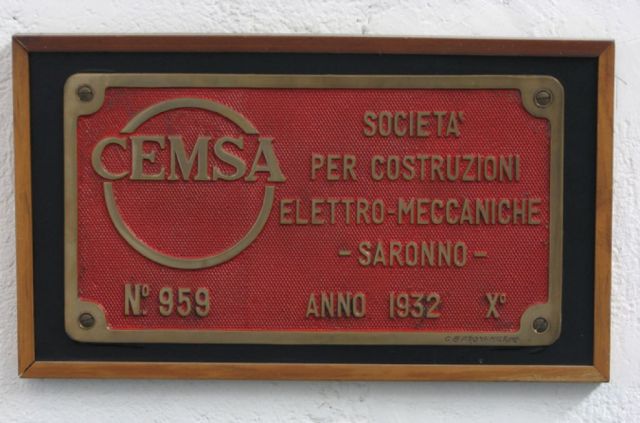 CEMSA
SOCIETA'
PER COSTRUZIONI
ELETTRO-MECCANICHE
- SARONNO -
Nº. 959
ANNO 1932 Xº